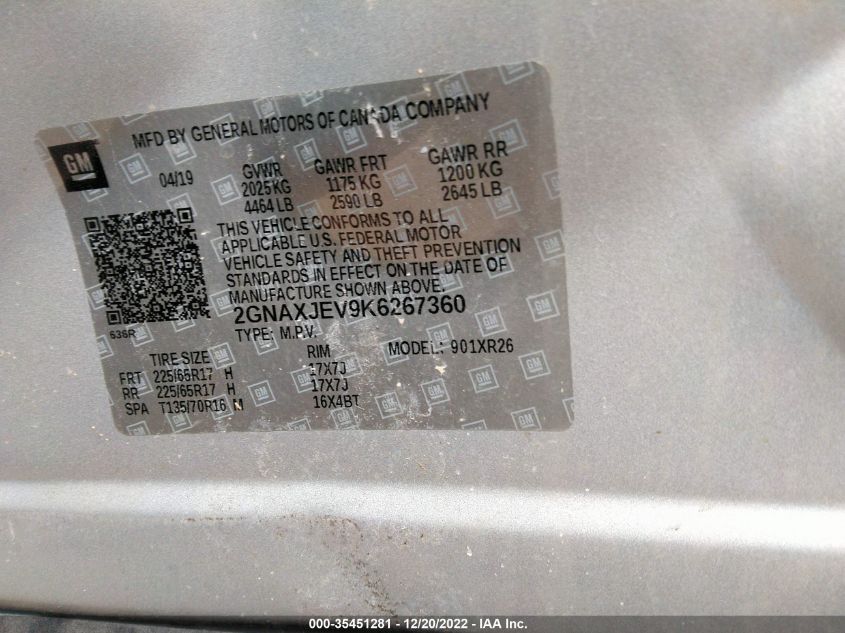 MFD BY GENERAL MOTORS OF CANADA COMPANY
GM
04/19
GVWR GAWR FRT GAWR RR
2025 KG 1175 KG 1200 KG
4464 LB 2590 LB 2645 LB
THIS VEHICLE CONFORMS TO ALL
APPLICABLE U.S. FEDERAL MOTOR
VEHICLE SAFETY AND THEFT PREVENTION
STANDARDS IN EFFECT ON THE DATE OF
MANUFACTURE SHOWN ABOVE.
2GNAXJEV9K6267360
636R
TYPE: M.P.V.
TIRE SIZE RIM MODEL: 901XR26
FRT 225/65R17 H 17X7J
RR 225/65R17 H 17X7J
SPA T135/70R16 M 16X4BT
000-35451281 - 12/20/2022 - IAA Inc.